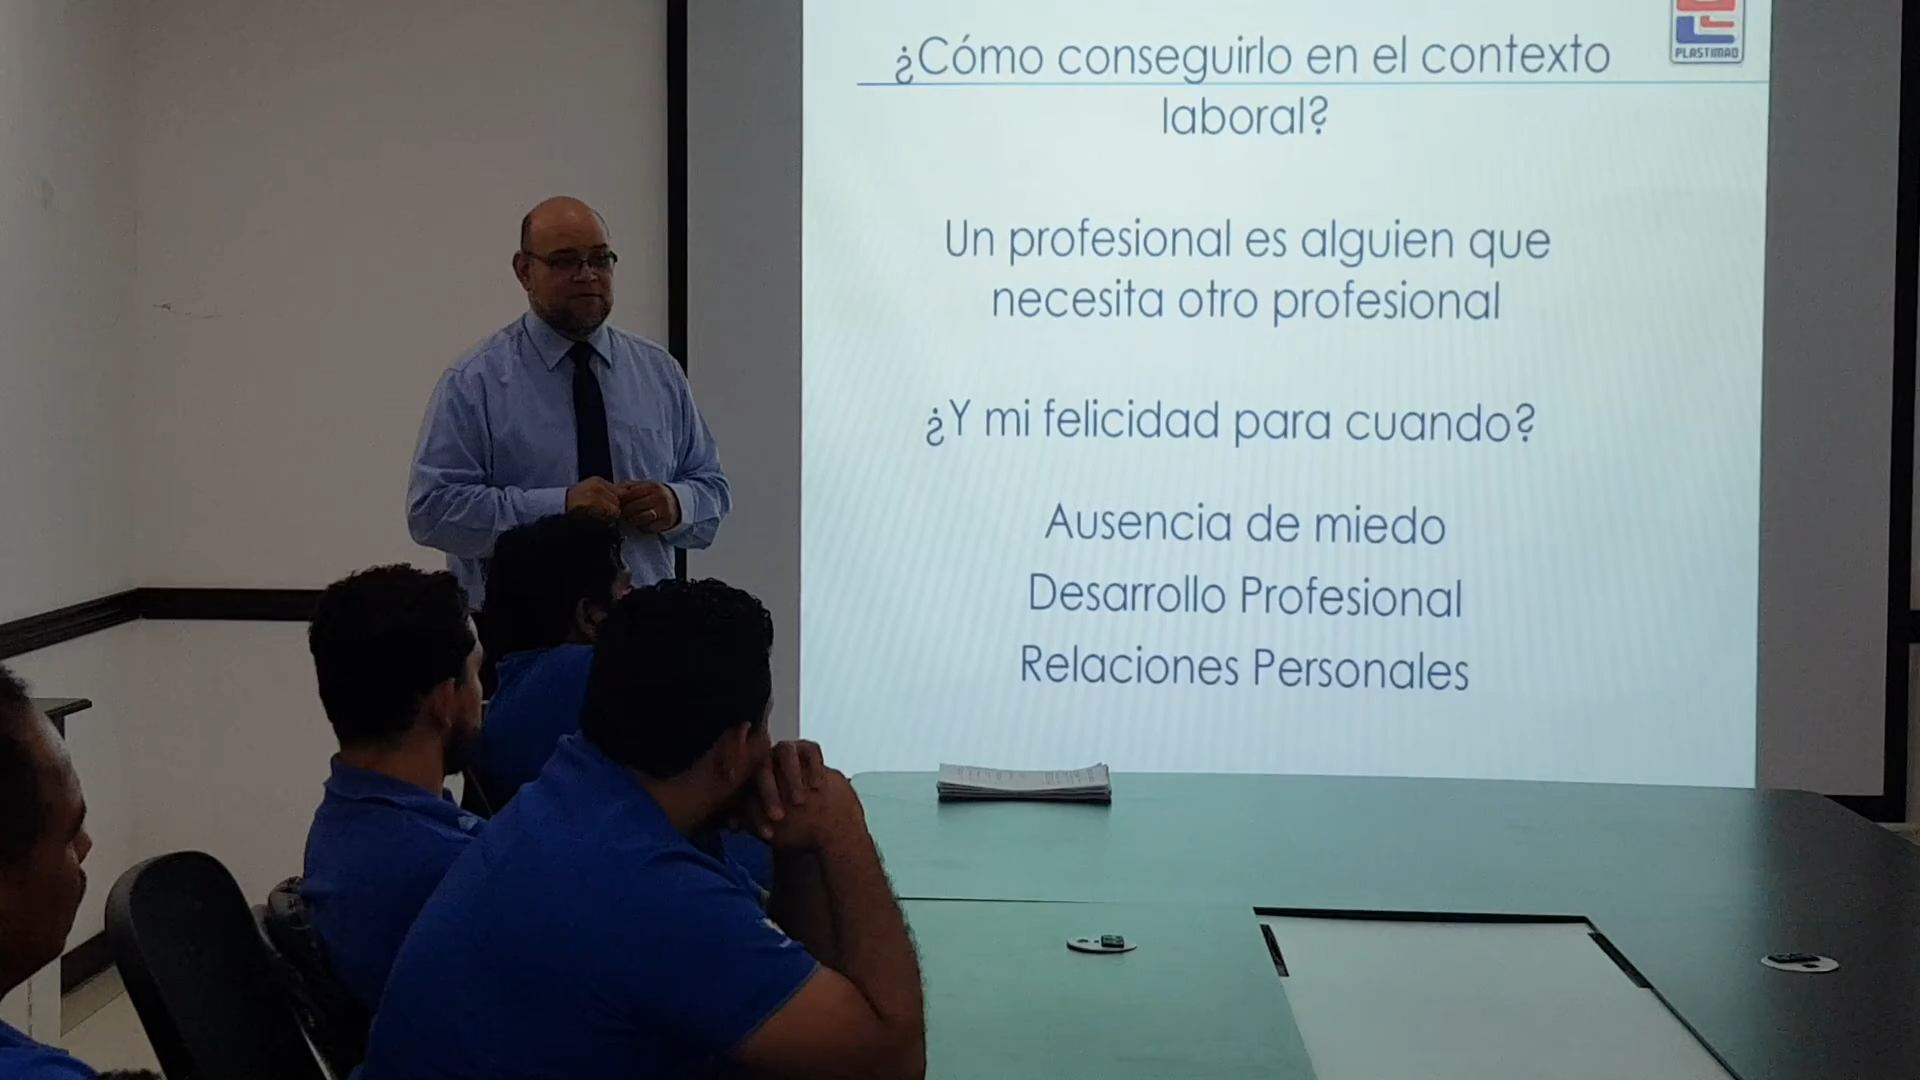 ¿Cómo conseguirlo en el contexto
laboral?
PLASTIMAQ
Un profesional es alguien que
necesita otro profesional
¿Y mi felicidad para cuando?
Ausencia de miedo
Desarrollo Profesional
Relaciones Personales